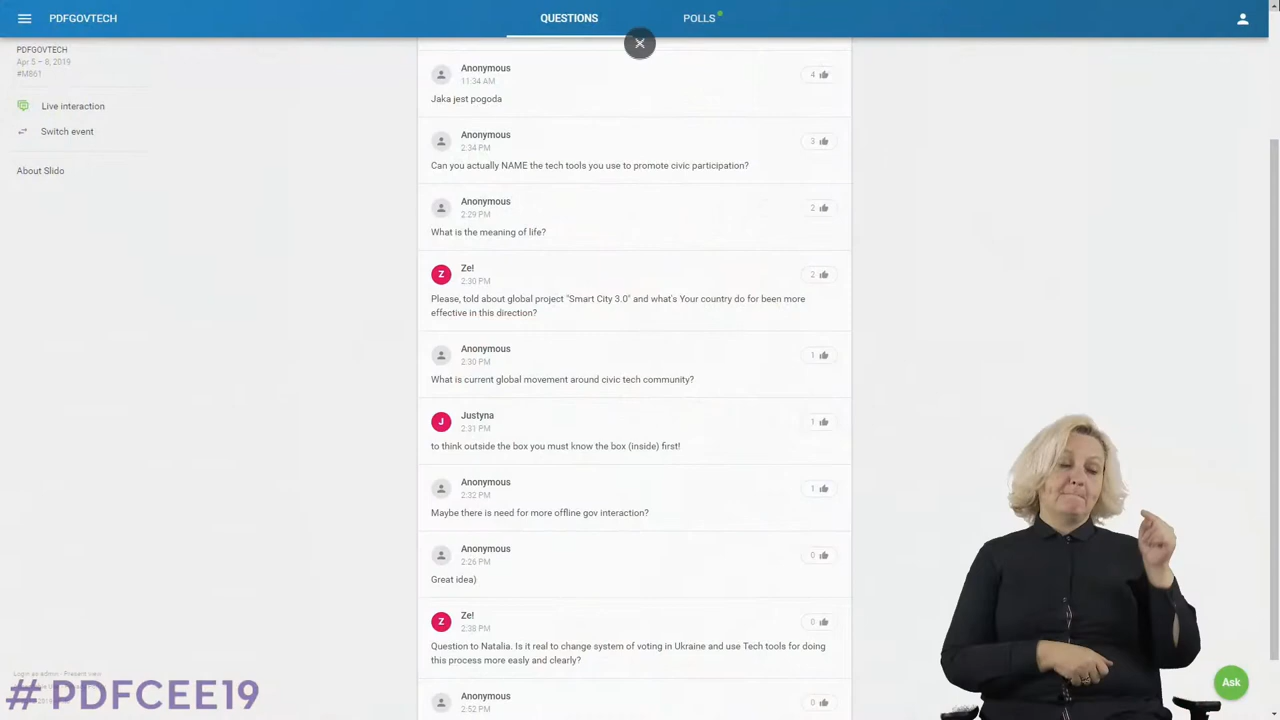 PDFGOVTECH
QUESTIONS
POLLS
PDFGOVTECH
Apr 5 – 8, 2019
#M861
Live interaction
Switch event
About Slido
Anonymous
11:34 AM
4
Jaka jest pogoda
Anonymous
2:34 PM
3
Can you actually NAME the tech tools you use to promote civic participation?
Anonymous
2:29 PM
2
What is the meaning of life?
Z
Ze!
2:30 PM
2
Please, told about global project "Smart City 3.0" and what's Your country do for been more
effective in this direction?
Anonymous
2:30 PM
1
What is current global movement around civic tech community?
J
Justyna
2:31 PM
1
to think outside the box you must know the box (inside) first!
Anonymous
2:32 PM
1
Maybe there is need for more offline gov interaction?
Anonymous
2:26 PM
0
Great idea)
Z
Ze!
2:38 PM
0
Question to Natalia. Is it real to change system of voting in Ukraine and use Tech tools for doing
this process more easily and clearly?
Anonymous
2:52 PM
0
Login as admin - Present view
#PDFCEE19
Ask